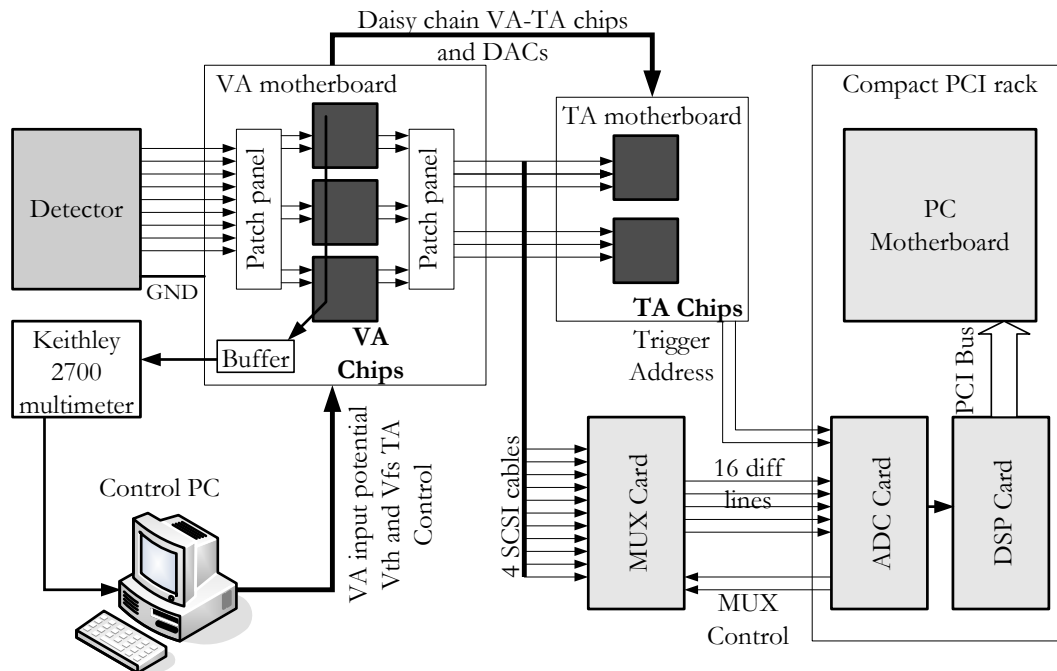 Daisy chain VA-TA chips
and DACs
VA motherboard
Compact PCI rack
TA motherboard
Detector
Patch panel
Patch panel
PC
Motherboard
GND
VA
Chips
TA Chips
Buffer
Keithley
2700
multimeter
Trigger
Address
PCI Bus
Control PC
VA input potential
Vth and Vfs TA
Control
4 SCSI cables
MUX Card
16 diff
lines
ADC Card
DSP Card
MUX
Control